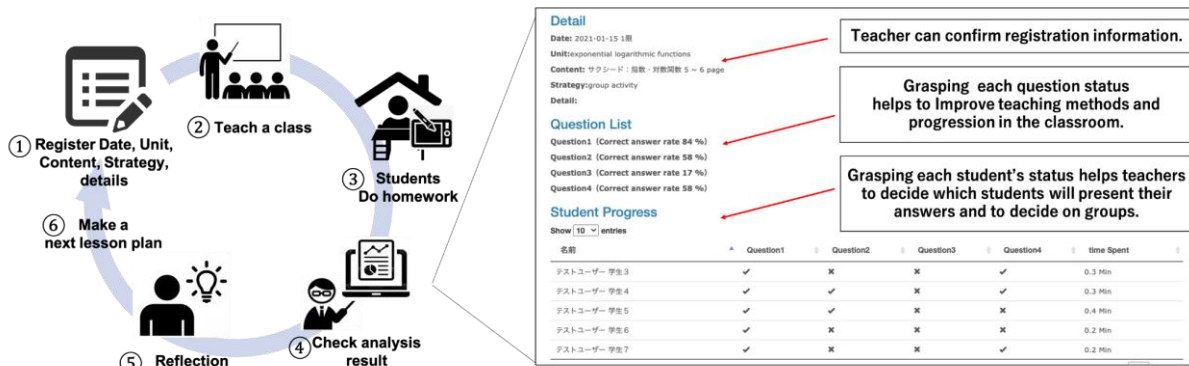 ① Register Date, Unit,
Content, Strategy,
details
② Teach a class
③ Students
Do homework
④ Check analysis
result
⑤ Reflection
⑥ Make a
next lesson plan
Detail
Date: 2021-01-15 1限
Unit:exponential logarithmic functions
Content: サクシード：指数・対数関数 5 ~ 6 page
Strategy:group activity
Detail:
Question List
Question1 (Correct answer rate 84 %)
Question2 (Correct answer rate 58 %)
Question3 (Correct answer rate 17 %)
Question4 (Correct answer rate 58 %)
Student Progress
Show 10 entries
名前 Question1 Question2 Question3 Question4 time Spent
テストユーザー 学生3 ✔ ✖ ✖ ✔ 0.3 Min
テストユーザー 学生4 ✔ ✔ ✖ ✔ 0.3 Min
テストユーザー 学生5 ✔ ✔ ✖ ✖ 0.4 Min
テストユーザー 学生6 ✔ ✖ ✖ ✖ 0.2 Min
テストユーザー 学生7 ✔ ✖ ✖ ✔ 0.2 Min
Teacher can confirm registration information.
Grasping each question status
helps to Improve teaching methods and
progression in the classroom.
Grasping each student's status helps teachers
to decide which students will present their
answers and to decide on groups.